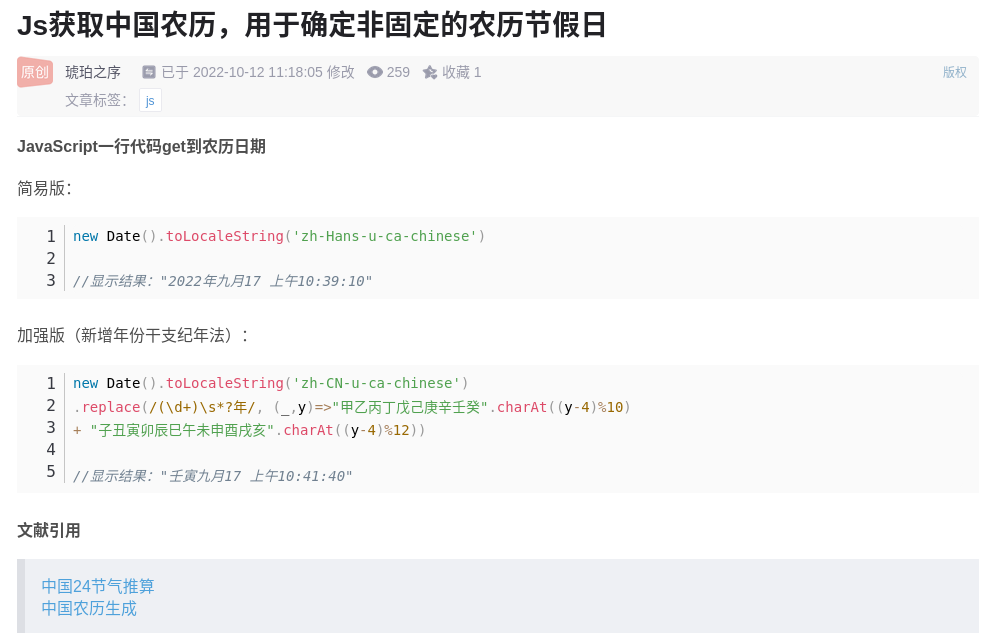 Js获取中国农历，用于确定非固定的农历节假日
原创 琥珀之序 已于 2022-10-12 11:18:05 修改 259 收藏 1 版权
文章标签： js
JavaScript一行代码get到农历日期
简易版：
1 new Date().toLocaleString('zh-Hans-u-ca-chinese')
2
3 //显示结果："2022年九月17 上午10:39:10"
加强版（新增年份干支纪年法）：
1 new Date().toLocaleString('zh-CN-u-ca-chinese')
2 .replace(/(\d+)\s*?年/, (_,y)=>"甲乙丙丁戊己庚辛壬癸".charAt((y-4)%10)
3 + "子丑寅卯辰巳午未申酉戌亥".charAt((y-4)%12))
4
5 //显示结果："壬寅九月17 上午10:41:40"
文献引用
中国24节气推算
中国农历生成